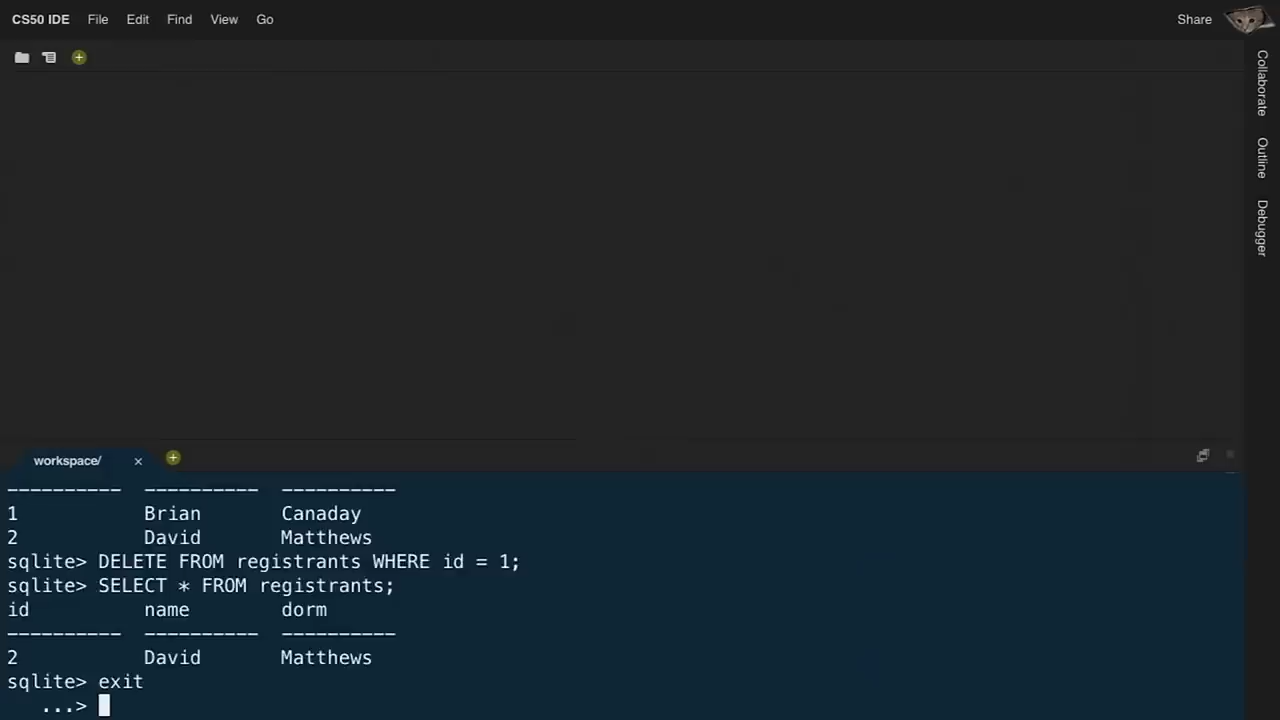 CS50 IDE File Edit Find View Go Share
Collaborate
Outline
Debugger
workspace/ ×
---------- ---------- ----------
1 Brian Canaday
2 David Matthews
sqlite> DELETE FROM registrants WHERE id = 1;
sqlite> SELECT * FROM registrants;
id name dorm
---------- ---------- ----------
2 David Matthews
sqlite> exit
...>